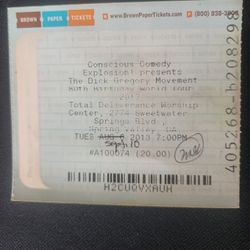 BROWN PAPER TICKETS
WWW.BROWNPAPERTICKETS.COM
(800) 838-3006
Conscious Comedy
Explosion! presents
The Dick Gregory Movement
80th Birthday World Tour
2013
Total Deliverance Worship
Center, 2774 Sweetwater
Springs Blvd.,
Spring Valley, CA
TUES AUG 6 2013 7:00PM
Sept. 10
#A100074 (20.00)
H2CU0VXAUH
405268-b208298